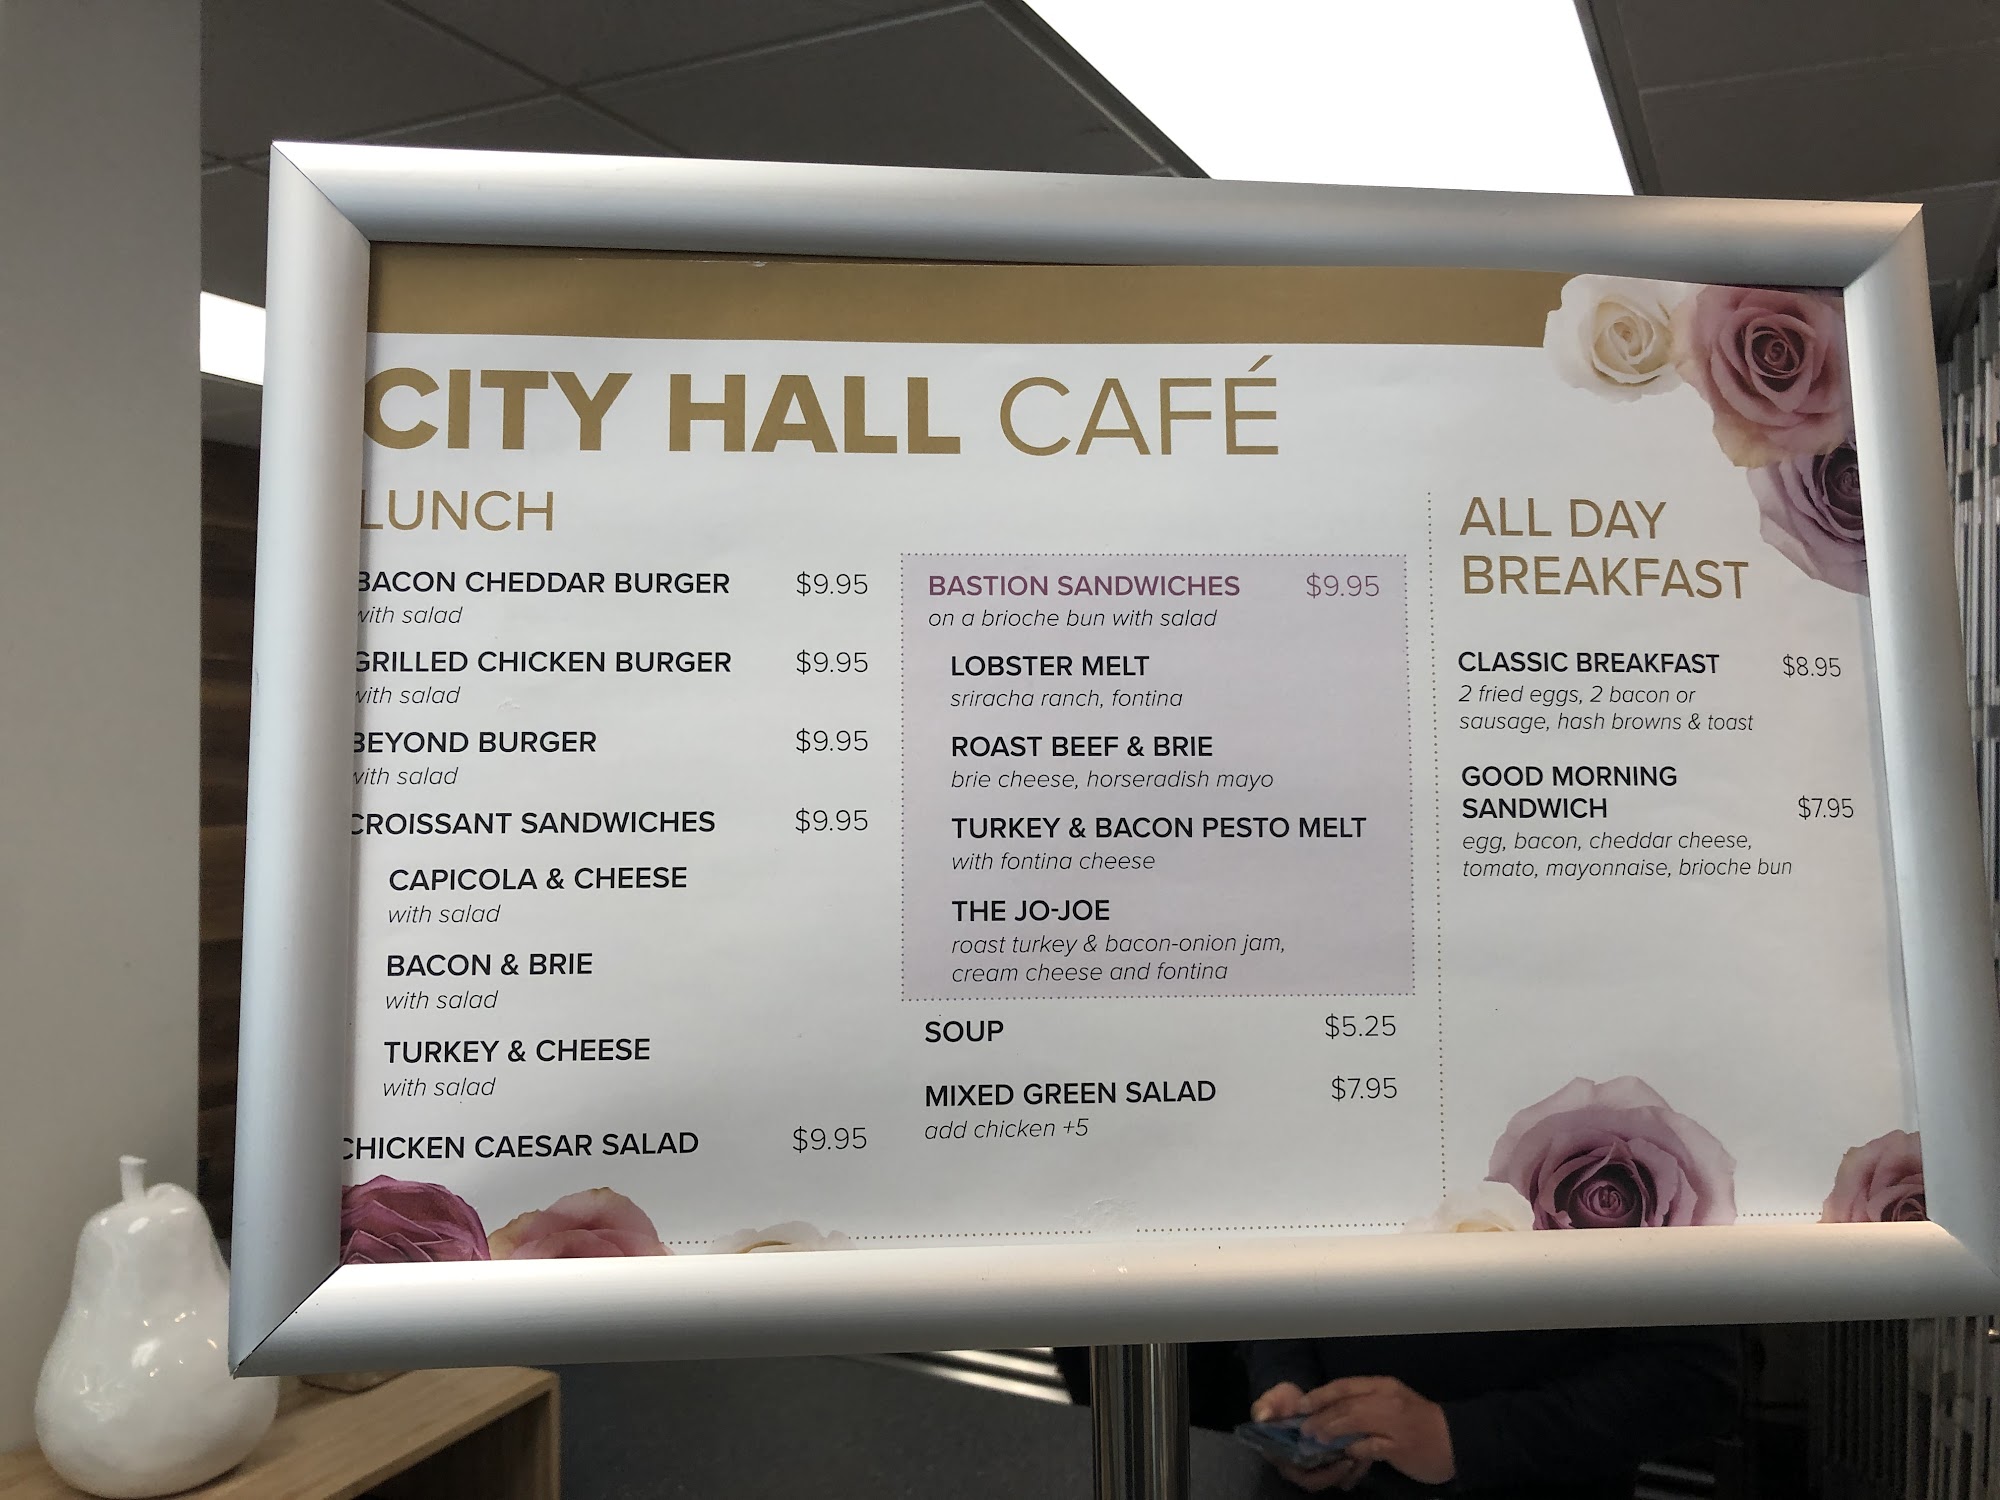 CITY HALL CAFÉ
LUNCH
BACON CHEDDAR BURGER $9.95
with salad
GRILLED CHICKEN BURGER $9.95
with salad
BEYOND BURGER $9.95
with salad
CROISSANT SANDWICHES $9.95
CAPICOLA & CHEESE
with salad
BACON & BRIE
with salad
TURKEY & CHEESE
with salad
CHICKEN CAESAR SALAD $9.95
BASTION SANDWICHES $9.95
on a brioche bun with salad
LOBSTER MELT
sriracha ranch, fontina
ROAST BEEF & BRIE
brie cheese, horseradish mayo
TURKEY & BACON PESTO MELT
with fontina cheese
THE JO-JOE
roast turkey & bacon-onion jam,
cream cheese and fontina
SOUP $5.25
MIXED GREEN SALAD $7.95
add chicken +5
ALL DAY
BREAKFAST
CLASSIC BREAKFAST $8.95
2 fried eggs, 2 bacon or
sausage, hash browns & toast
GOOD MORNING
SANDWICH $7.95
egg, bacon, cheddar cheese,
tomato, mayonnaise, brioche bun